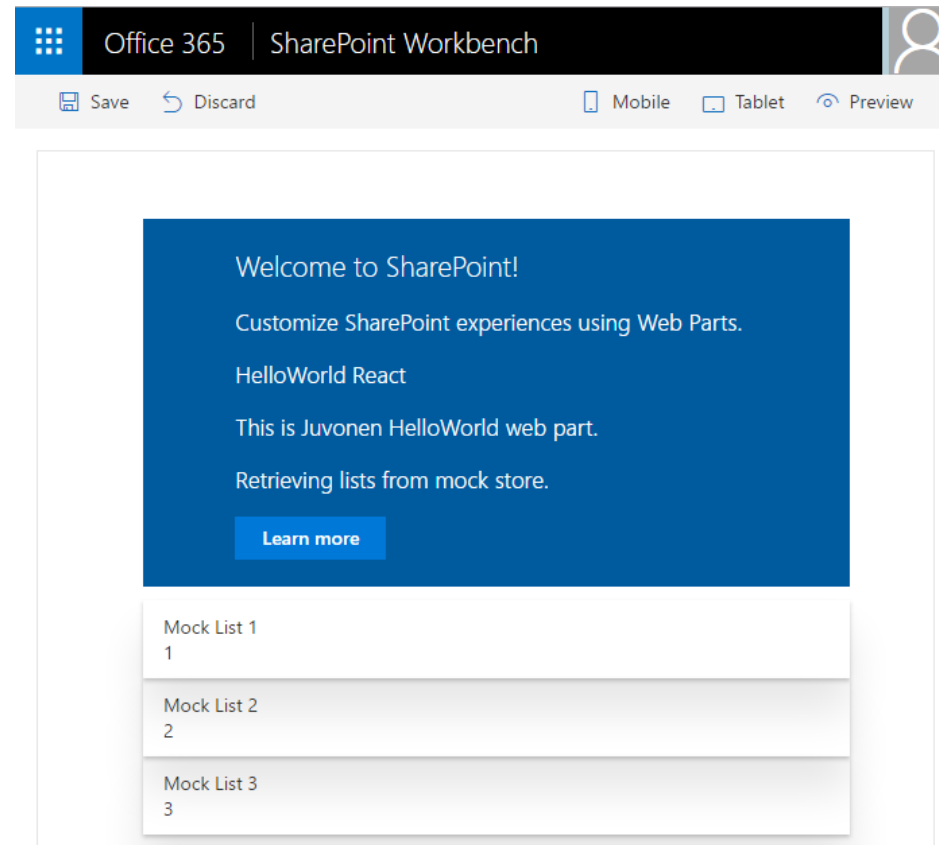 Office 365 SharePoint Workbench
Save Discard Mobile Tablet Preview
Welcome to SharePoint!
Customize SharePoint experiences using Web Parts.
HelloWorld React
This is Juvonen HelloWorld web part.
Retrieving lists from mock store.
Learn more
Mock List 1
1
Mock List 2
2
Mock List 3
3